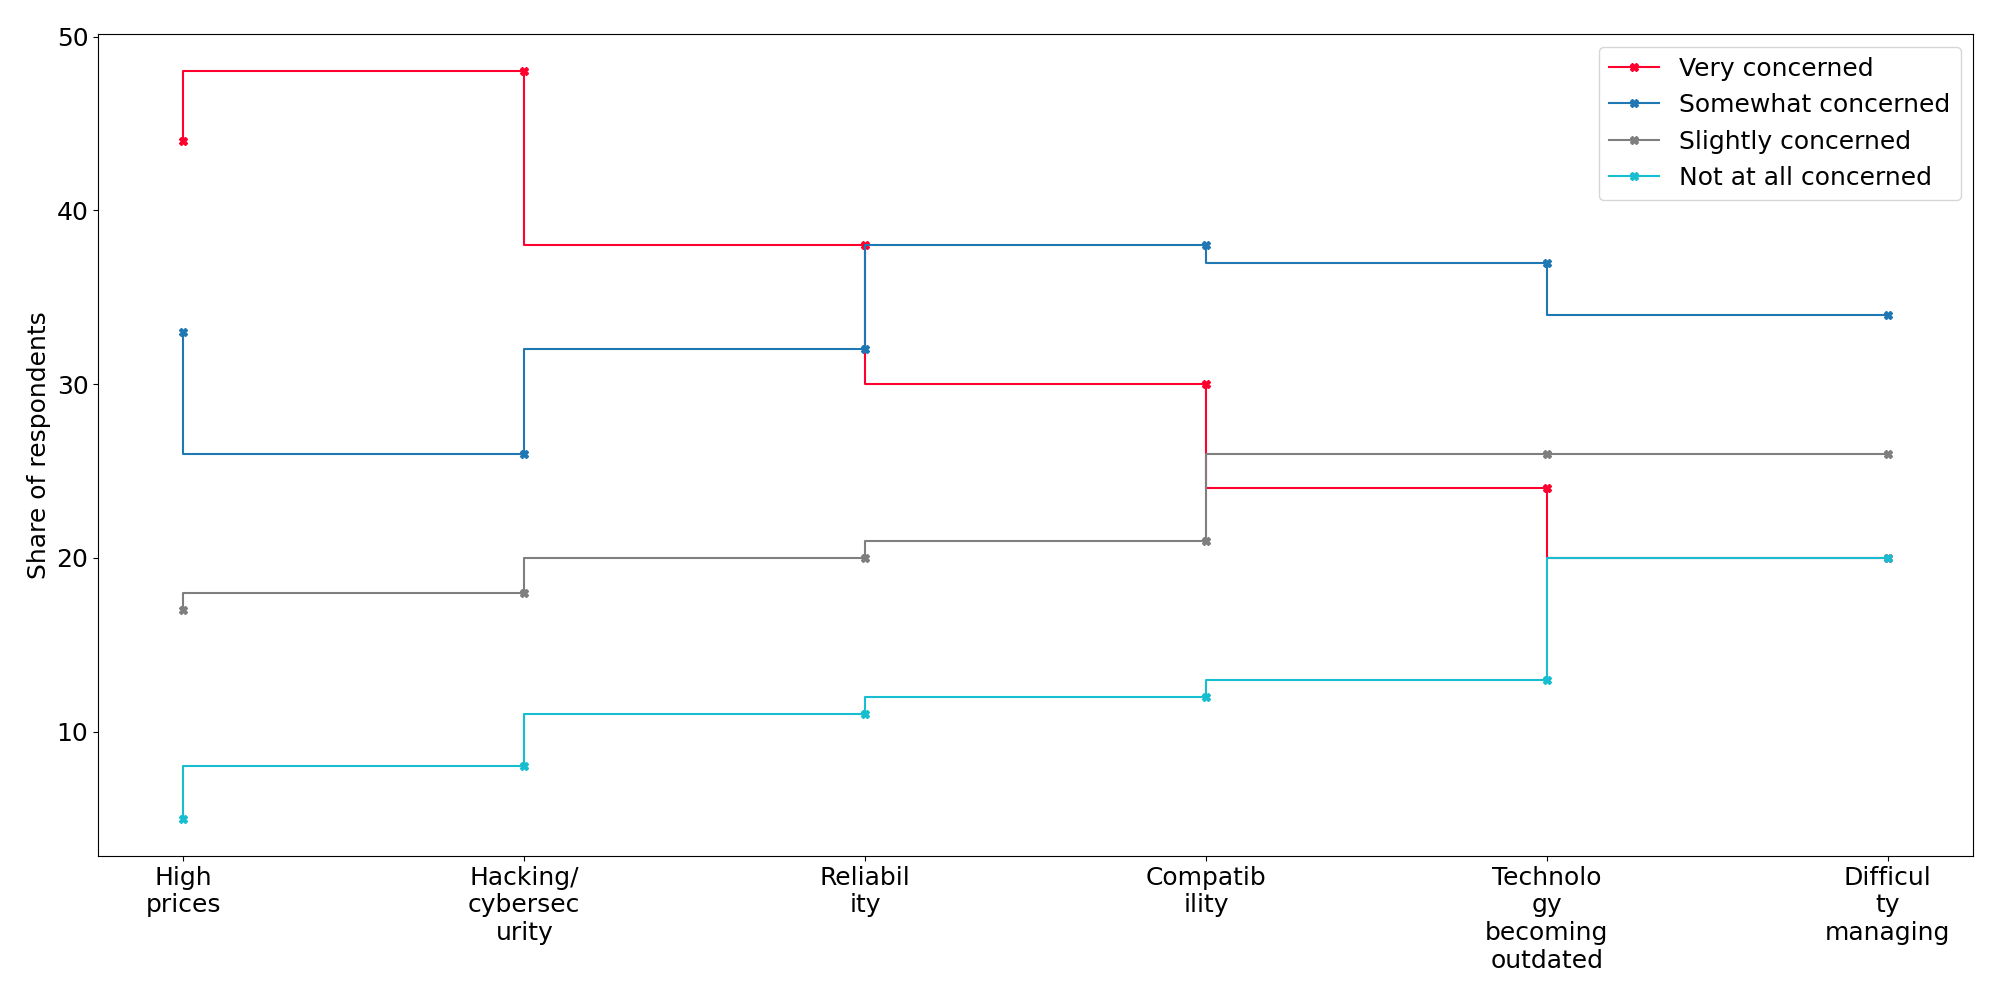 50
40
30
20
10
Share of respondents
Very concerned
Somewhat concerned
Slightly concerned
Not at all concerned
High
prices
Hacking/
cybersec
urity
Reliabil
ity
Compatib
ility
Technolo
gy
becoming
outdated
Difficul
ty
managing